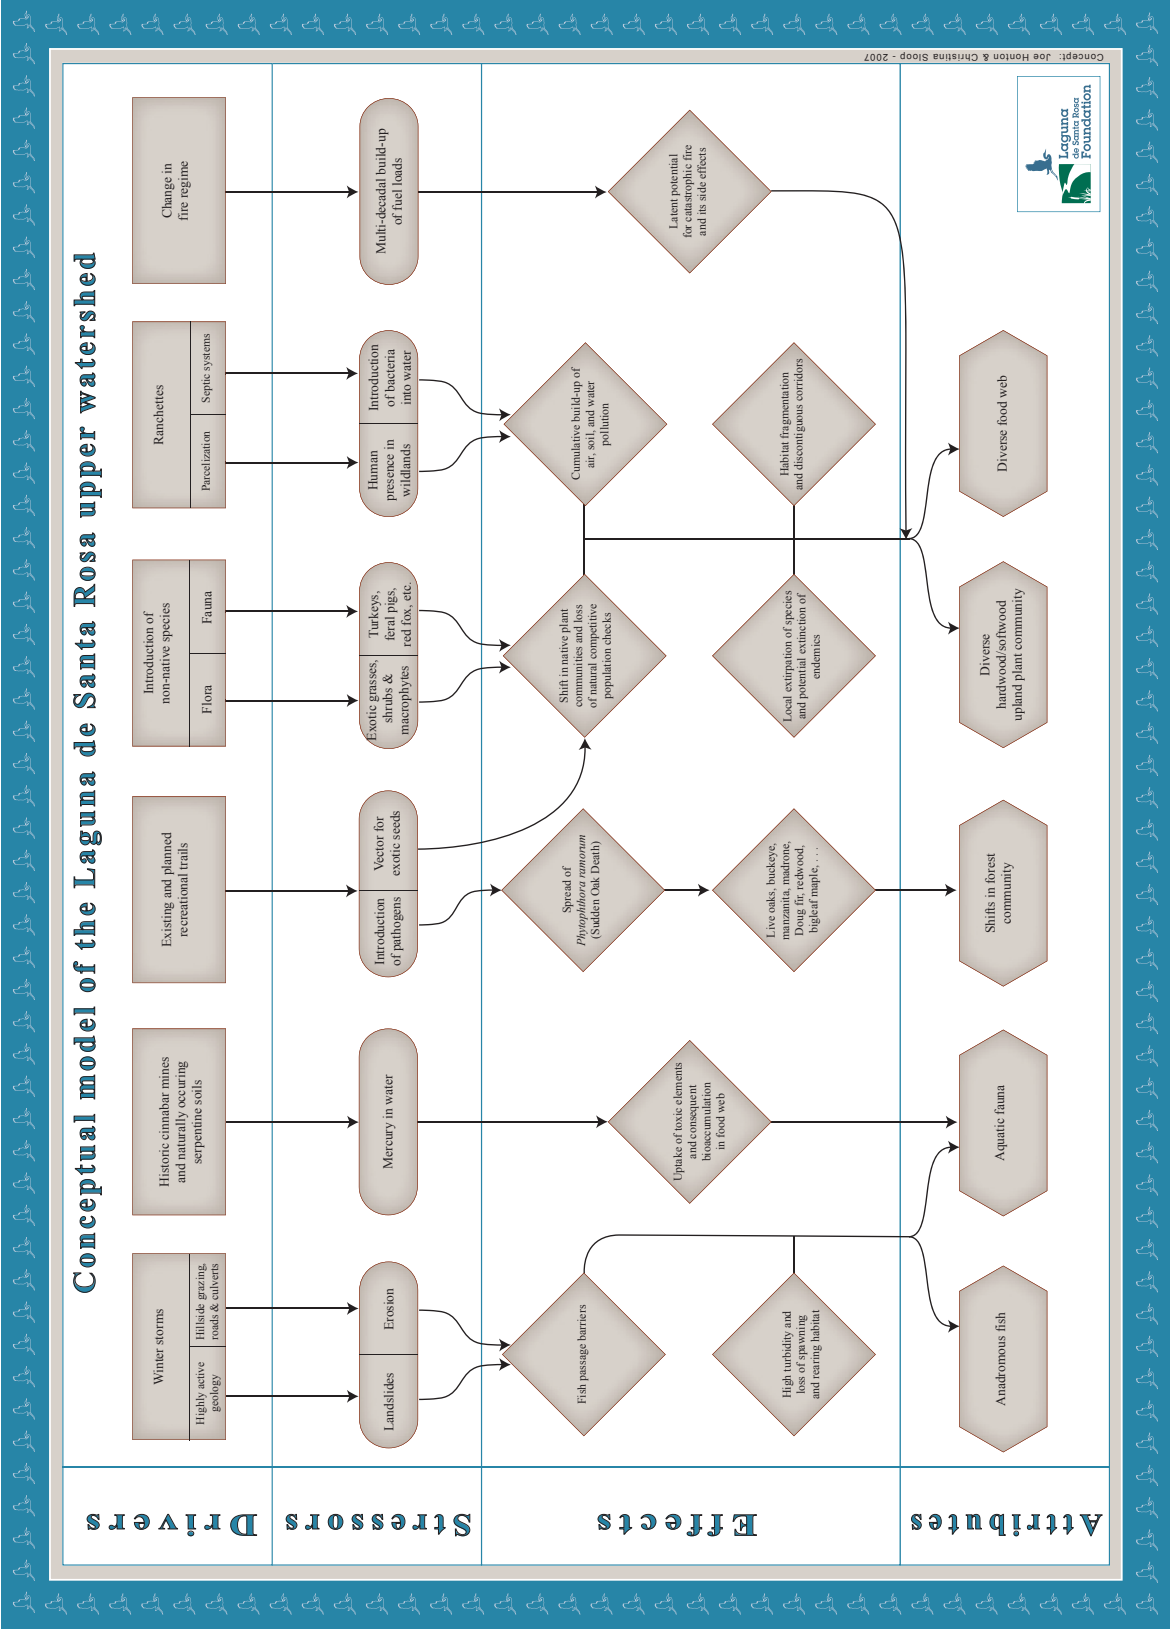 Conceptual model of the Laguna de Santa Rosa upper watershed
Drivers
Winter storms
Highly active
geology
Hillside grazing,
roads & culverts
Historic cinnabar mines
and naturally occuring
serpentine soils
Existing and planned
recreational trails
Introduction of
non-native species
Flora
Fauna
Ranchettes
Parcelization
Septic systems
Change in
fire regime
Stressors
Landslides
Erosion
Mercury in water
Introduction
of pathogens
Vector for
exotic seeds
Exotic grasses,
shrubs &
macrophytes
Turkeys,
feral pigs,
red fox, etc.
Human
presence in
wildlands
Introduction
of bacteria
into water
Multi-decadal build-up
of fuel loads
Effects
Fish passage barriers
High turbidity and
loss of spawning
and rearing habitat
Uptake of toxic elements
and consequent
bioaccumulation
in food web
Spread of
Phytophthora ramorum
(Sudden Oak Death)
Live oaks, buckeye,
manzanita, madrone,
Doug fir, redwood,
bigleaf maple, . . .
Shift in native plant
communities and loss
of natural competitive
population checks
Local extirpation of species
and potential extinction of
endemics
Cumulative build-up of
air, soil, and water
pollution
Habitat fragmentation
and discontiguous corridors
Latent potential
for catastrophic fire
and its side effects
Attributes
Anadromous fish
Aquatic fauna
Shifts in forest
community
Diverse
hardwood/softwood
upland plant community
Diverse food web
Laguna
de Santa Rosa
Foundation
Concept: Joe Honton & Christina Sloop - 2007